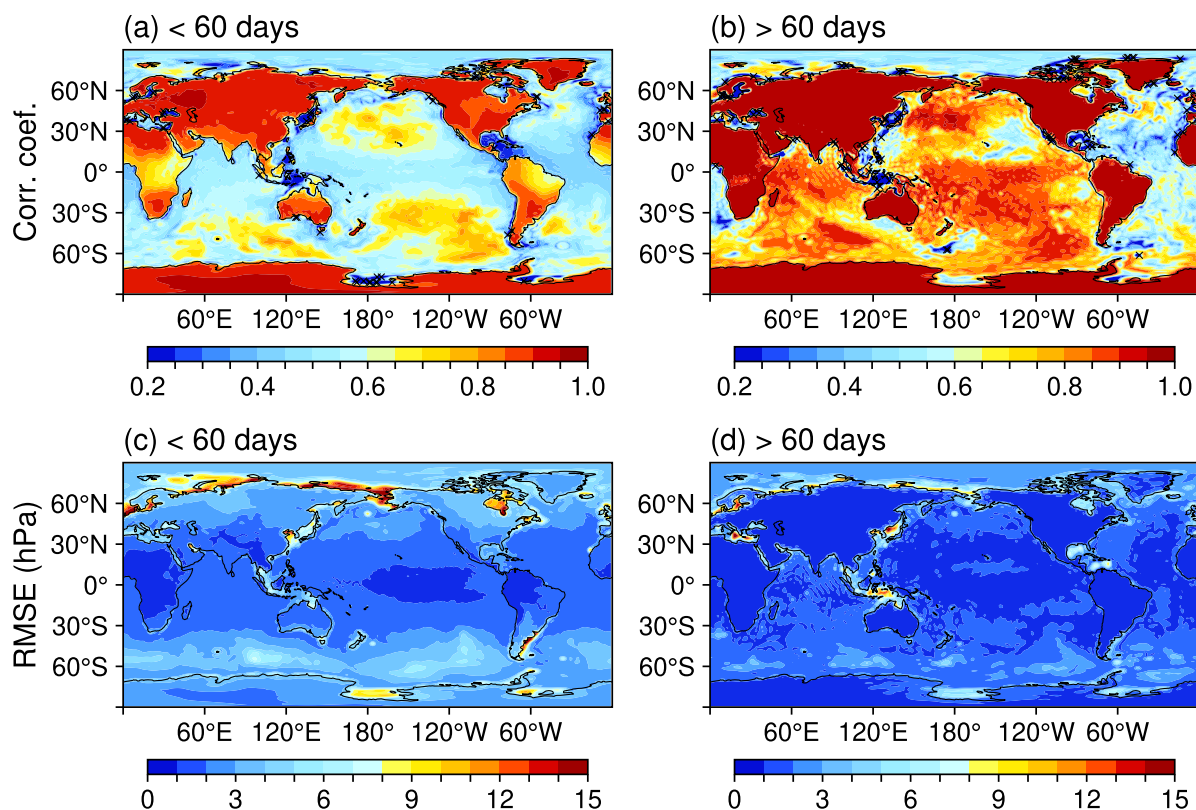 (a) < 60 days
(b) > 60 days
Corr. coef.
60°N
30°N
0°
30°S
60°S
60°N
30°N
0°
30°S
60°S
60°E 120°E 180° 120°W 60°W
60°E 120°E 180° 120°W 60°W
0.2 0.4 0.6 0.8 1.0
0.2 0.4 0.6 0.8 1.0
(c) < 60 days
(d) > 60 days
RMSE (hPa)
60°N
30°N
0°
30°S
60°S
60°N
30°N
0°
30°S
60°S
60°E 120°E 180° 120°W 60°W
60°E 120°E 180° 120°W 60°W
0 3 6 9 12 15
0 3 6 9 12 15